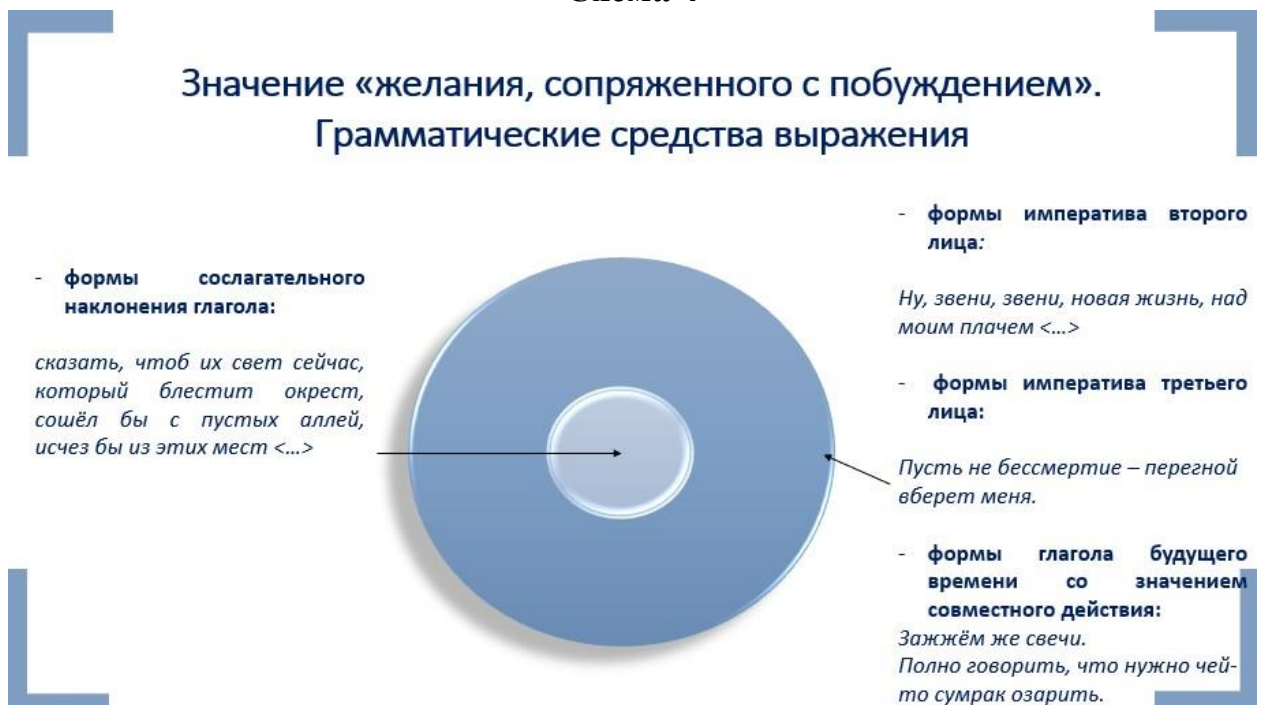 Значение «желания, сопряженного с побуждением».
Грамматические средства выражения
- формы сослагательного
наклонения глагола:
сказать, чтоб их свет сейчас,
который блестит окрест,
сошёл бы с пустых аллей,
исчез бы из этих мест <...>
- формы императива второго
лица:
Ну, звени, звени, новая жизнь, над
моим плачем <...>
- формы императива третьего
лица:
Пусть не бессмертие – перегной
вберет меня.
- формы глагола будущего
времени со значением
совместного действия:
Зажжём же свечи.
Полно говорить, что нужно чей-
то сумрак озарить.